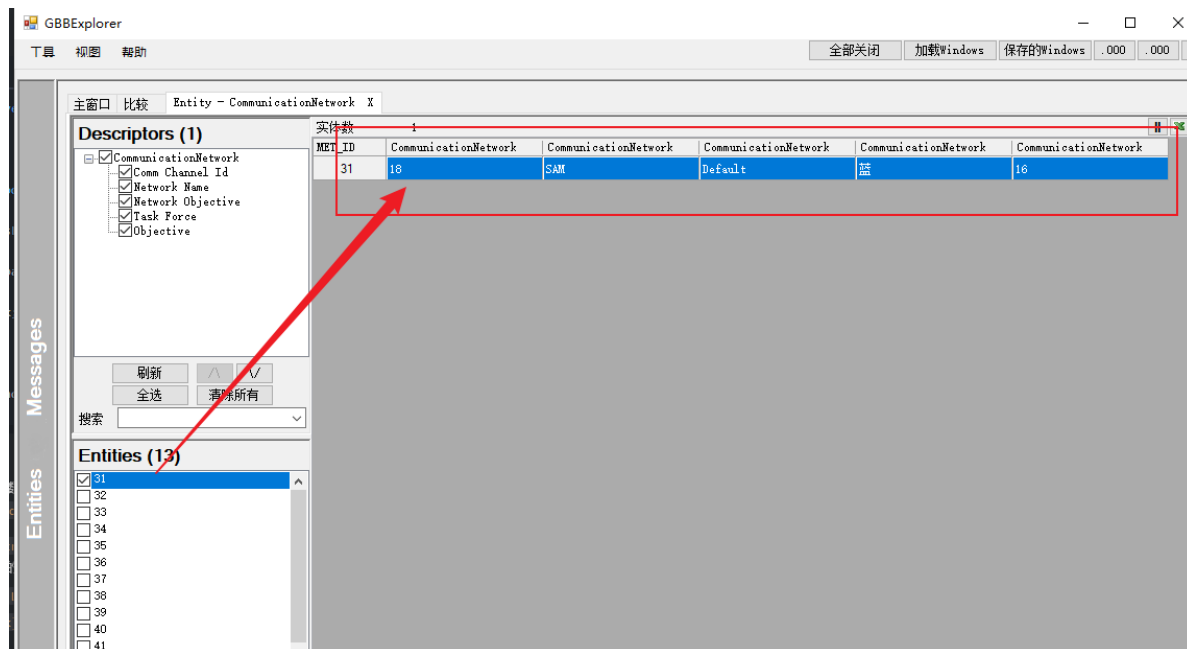 GBBExplorer
工具 视图 帮助 全部关闭 加载Windows 保存的Windows .000 .000
主窗口 比较 Entity - CommunicationNetwork X
Descriptors (1)
CommunicationNetwork
Comm Channel Id
Network Name
Network Objective
Task Force
Objective
刷新 /\ \/
全选 清除所有
搜索
Entities (13)
31
32
33
34
35
36
37
38
39
40
41
实体数 1
MET_ID CommunicationNetwork CommunicationNetwork CommunicationNetwork CommunicationNetwork CommunicationNetwork
31 18 SAM Default 蓝 16
Messages
Entities